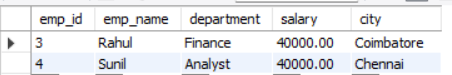 emp_id emp_name department salary city
3 Rahul Finance 40000.00 Coimbatore
4 Sunil Analyst 40000.00 Chennai